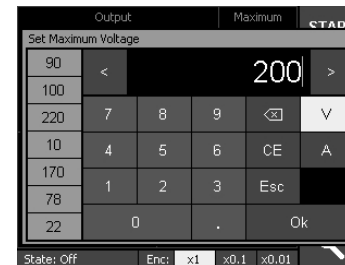 Output Maximum START
Set Maximum Voltage
90
100
220
10
170
78
22
< 200 >
7 8 9 ⌫ V
4 5 6 CE A
1 2 3 Esc
0 . Ok
State: Off Enc: x1 x0.1 x0.01